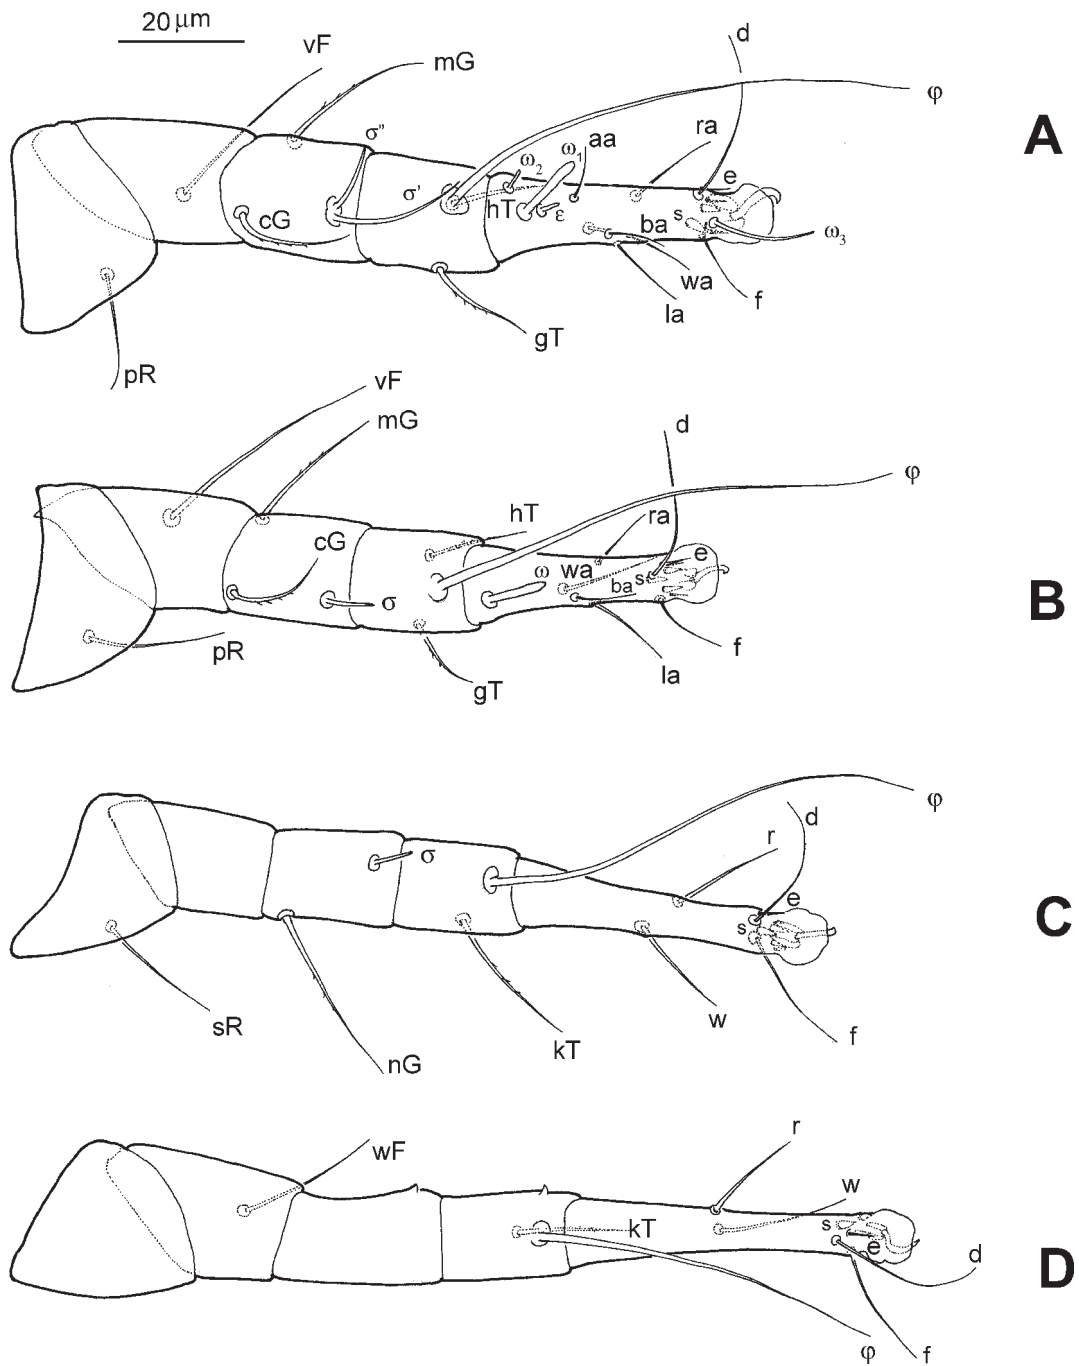 20 μm
vF
mG
d
φ
A
σ"
aa
ra
ω1
ω2
e
σ'
hT
ε
cG
ba
s
ω3
wa
f
la
gT
pR
vF
mG
d
φ
hT
ra
cG
ω
wa
e
ba
s
σ
B
f
pR
la
gT
φ
d
r
σ
e
C
s
sR
w
f
kT
nG
r
wF
w
kT
s
e
d
D
φ
f